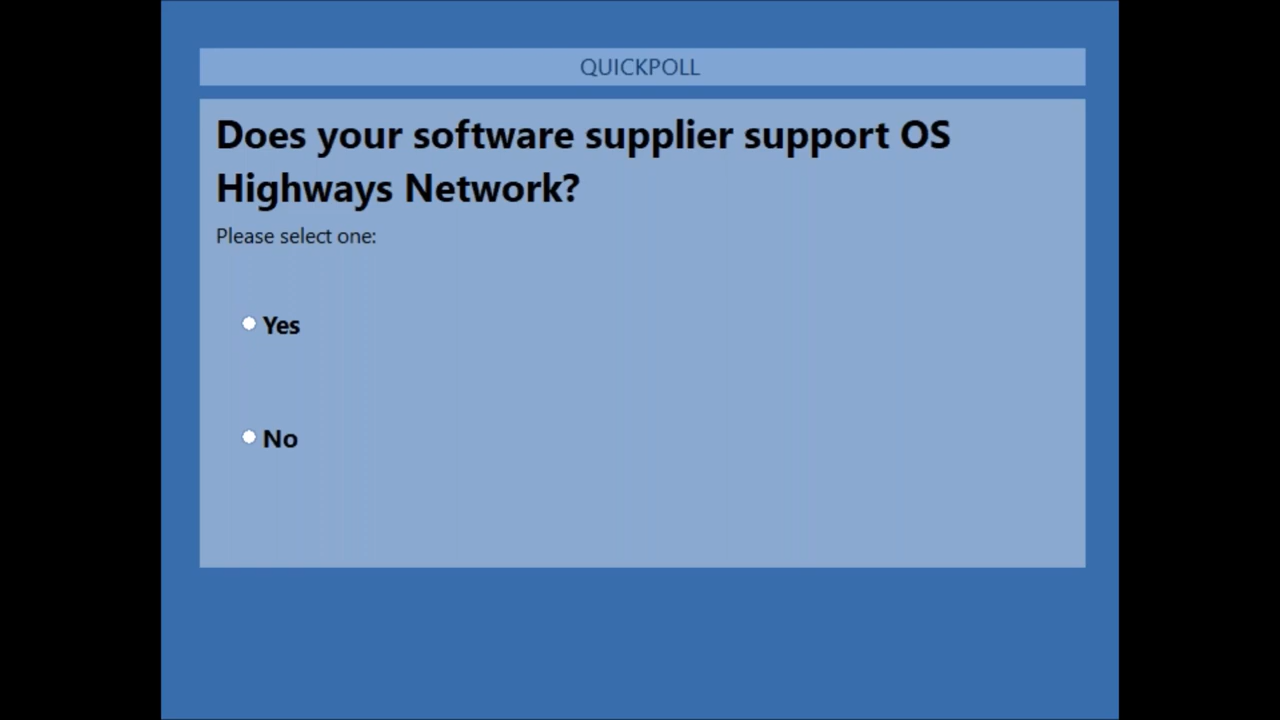 QUICKPOLL
Does your software supplier support OS
Highways Network?
Please select one:
Yes
No